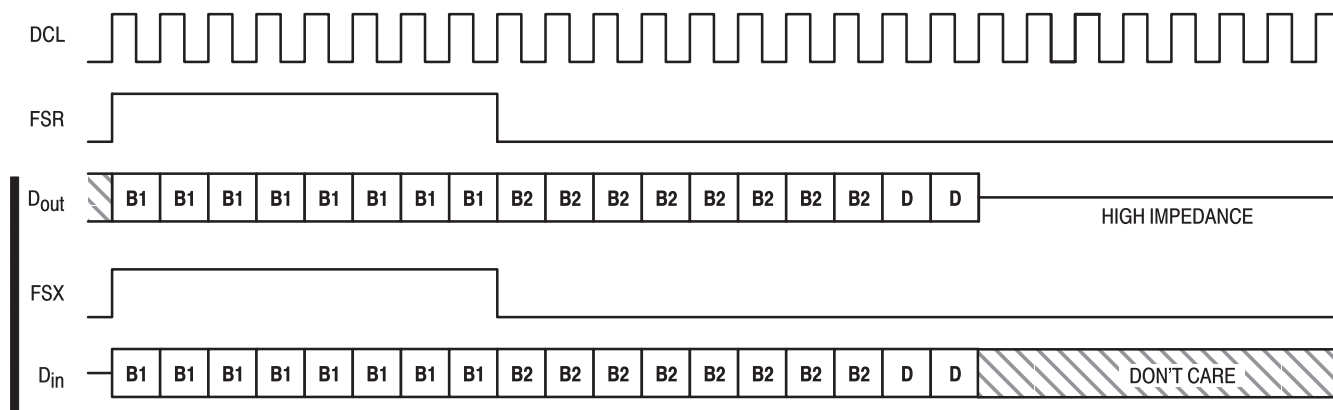 DCL
FSR
Dout B1 B1 B1 B1 B1 B1 B1 B1 B2 B2 B2 B2 B2 B2 B2 B2 D D
HIGH IMPEDANCE
FSX
Din B1 B1 B1 B1 B1 B1 B1 B1 B2 B2 B2 B2 B2 B2 B2 B2 D D DON'T CARE